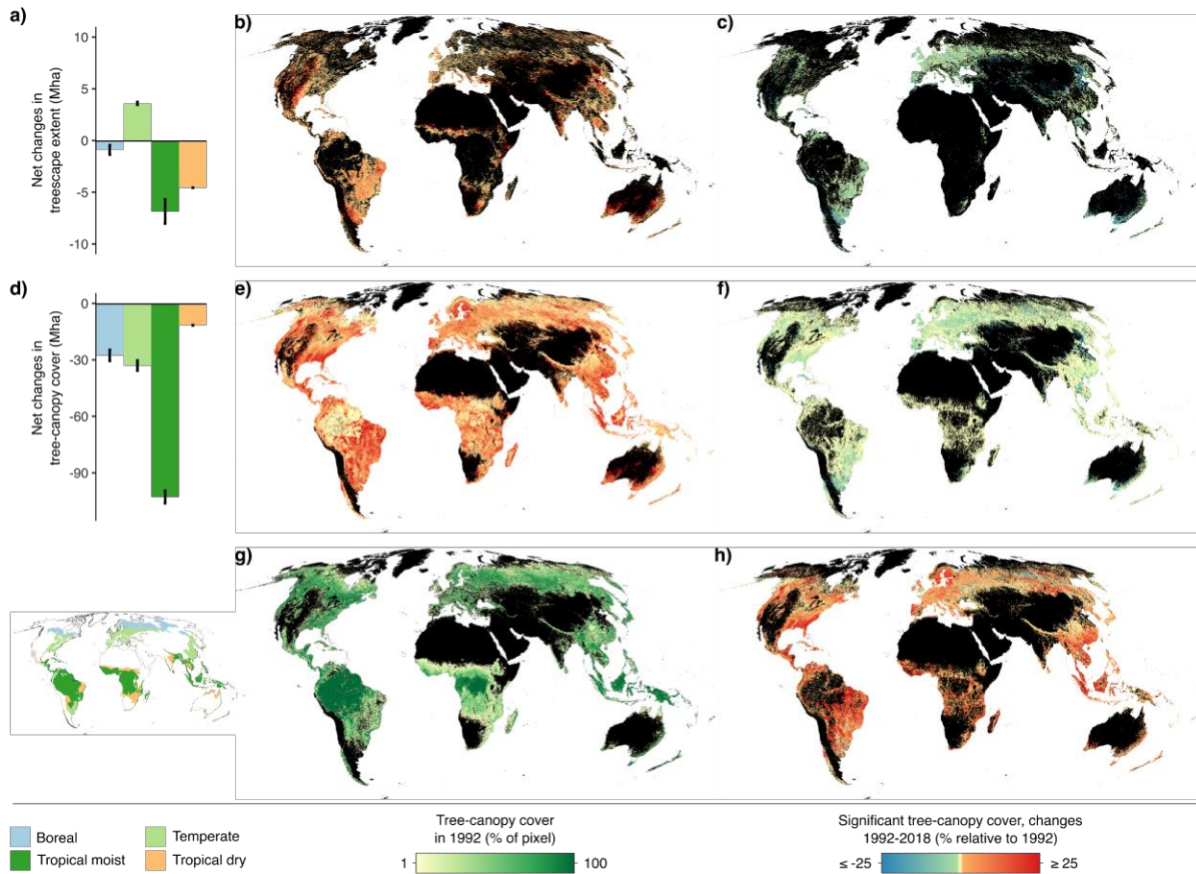 a)
b)
c)
Net changes in
treescape extent (Mha)
10
5
0
-5
-10
d)
e)
f)
Net changes in
tree-canopy cover (Mha)
0
-30
-60
-90
g)
h)
Boreal
Temperate
Tropical moist
Tropical dry
Tree-canopy cover
in 1992 (% of pixel)
1
100
Significant tree-canopy cover, changes
1992-2018 (% relative to 1992)
≤ -25
≥ 25